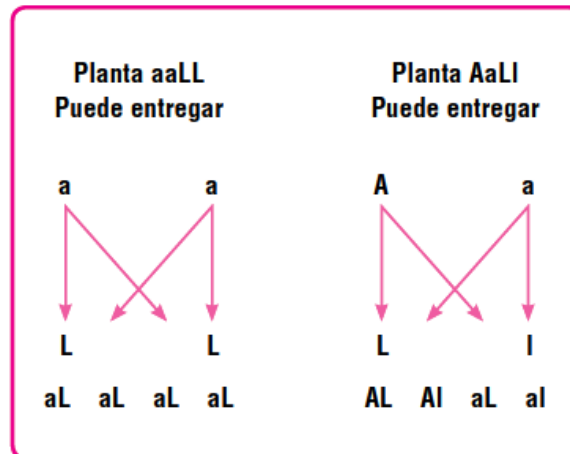 Planta aaLL
Puede entregar
a a
L L
aL aL aL aL
Planta AaLl
Puede entregar
A a
L l
AL Al aL al